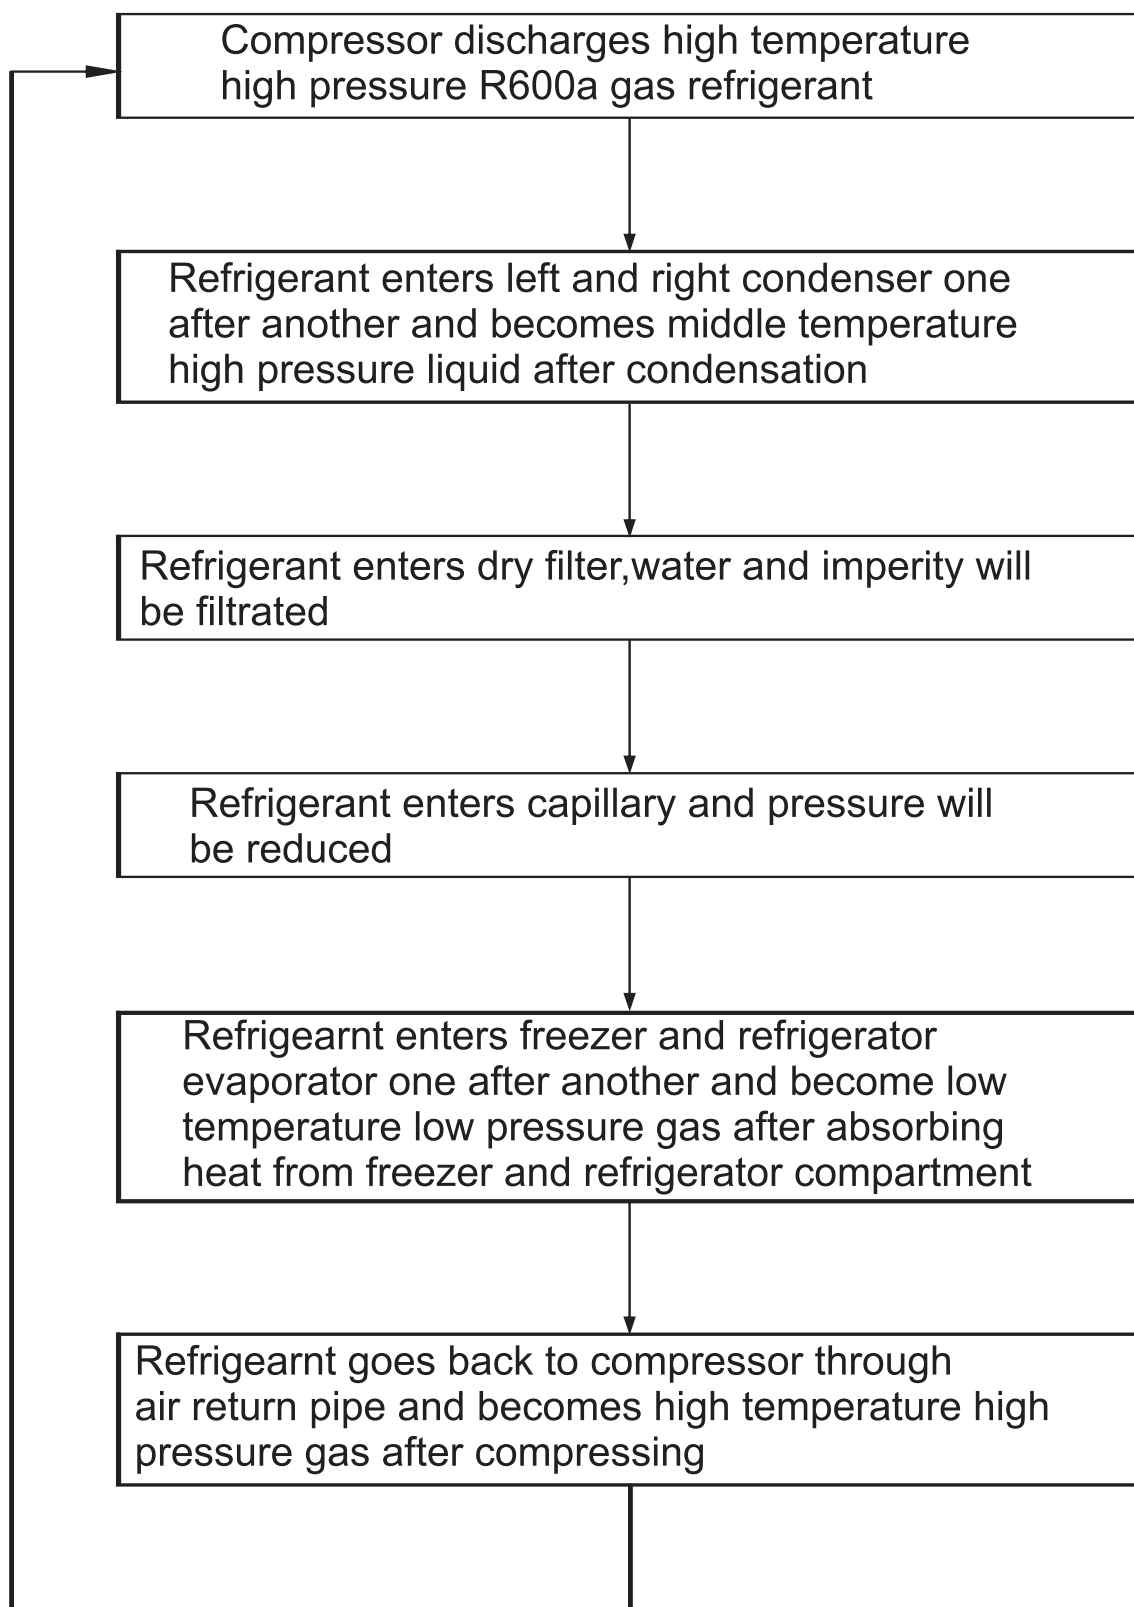 Compressor discharges high temperature
high pressure R600a gas refrigerant
Refrigerant enters left and right condenser one
after another and becomes middle temperature
high pressure liquid after condensation
Refrigerant enters dry filter,water and imperity will
be filtrated
Refrigerant enters capillary and pressure will
be reduced
Refrigearnt enters freezer and refrigerator
evaporator one after another and become low
temperature low pressure gas after absorbing
heat from freezer and refrigerator compartment
Refrigearnt goes back to compressor through
air return pipe and becomes high temperature high
pressure gas after compressing